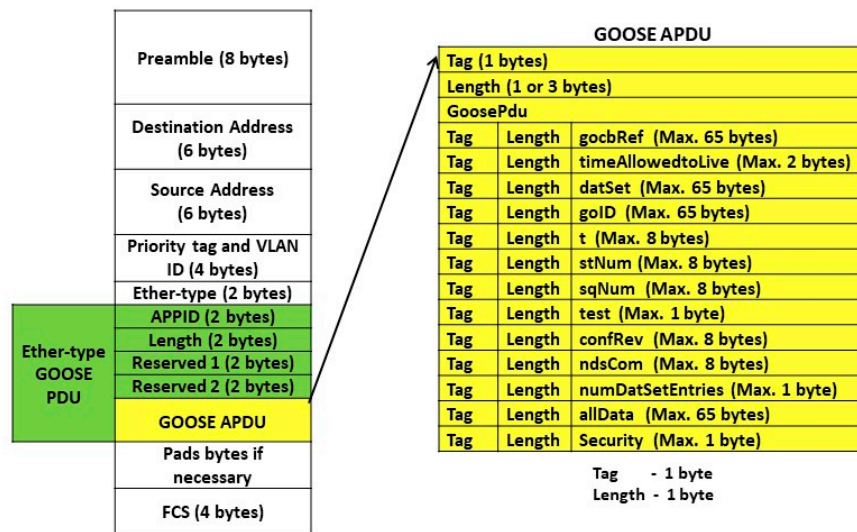 Preamble (8 bytes)
Destination Address
(6 bytes)
Source Address
(6 bytes)
Priority tag and VLAN
ID (4 bytes)
Ether-type (2 bytes)
Ether-type
GOOSE
PDU
APPID (2 bytes)
Length (2 bytes)
Reserved 1 (2 bytes)
Reserved 2 (2 bytes)
GOOSE APDU
Pads bytes if
necessary
FCS (4 bytes)
GOOSE APDU
Tag (1 bytes)
Length (1 or 3 bytes)
GoosePdu
Tag Length gocbRef (Max. 65 bytes)
Tag Length timeAllowedtoLive (Max. 2 bytes)
Tag Length datSet (Max. 65 bytes)
Tag Length goID (Max. 65 bytes)
Tag Length t (Max. 8 bytes)
Tag Length stNum (Max. 8 bytes)
Tag Length sqNum (Max. 8 bytes)
Tag Length test (Max. 1 byte)
Tag Length confRev (Max. 8 bytes)
Tag Length ndsCom (Max. 8 bytes)
Tag Length numDatSetEntries (Max. 1 byte)
Tag Length allData (Max. 65 bytes)
Tag Length Security (Max. 1 byte)
Tag - 1 byte
Length - 1 byte